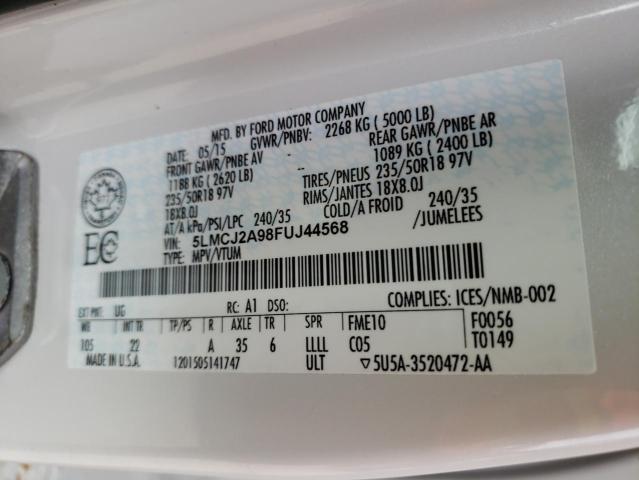 MFD. BY FORD MOTOR COMPANY
DATE: 05/15 GVWR/PNBV: 2268 KG ( 5000 LB)
FRONT GAWR/PNBE AV REAR GAWR/PNBE AR
1188 KG ( 2620 LB) 1089 KG ( 2400 LB)
235/50R18 97V TIRES/PNEUS 235/50R18 97V
18X8.0J RIMS/JANTES 18X8.0J
AT/A kPa/PSI/LPC 240/35 COLD/A FROID 240/35
VIN: 5LMCJ2A98FUJ44568 /JUMELEES
TYPE: MPV/VTUM
EC
EXT PNT: UG RC: A1 DSO: COMPLIES: ICES/NMB-002
WB INT TR TP/PS R AXLE TR SPR FME10 F0056
105 22 A 35 6 LLLL C05 T0149
MADE IN U.S.A. 1201505141747 ULT ▽5U5A-3520472-AA